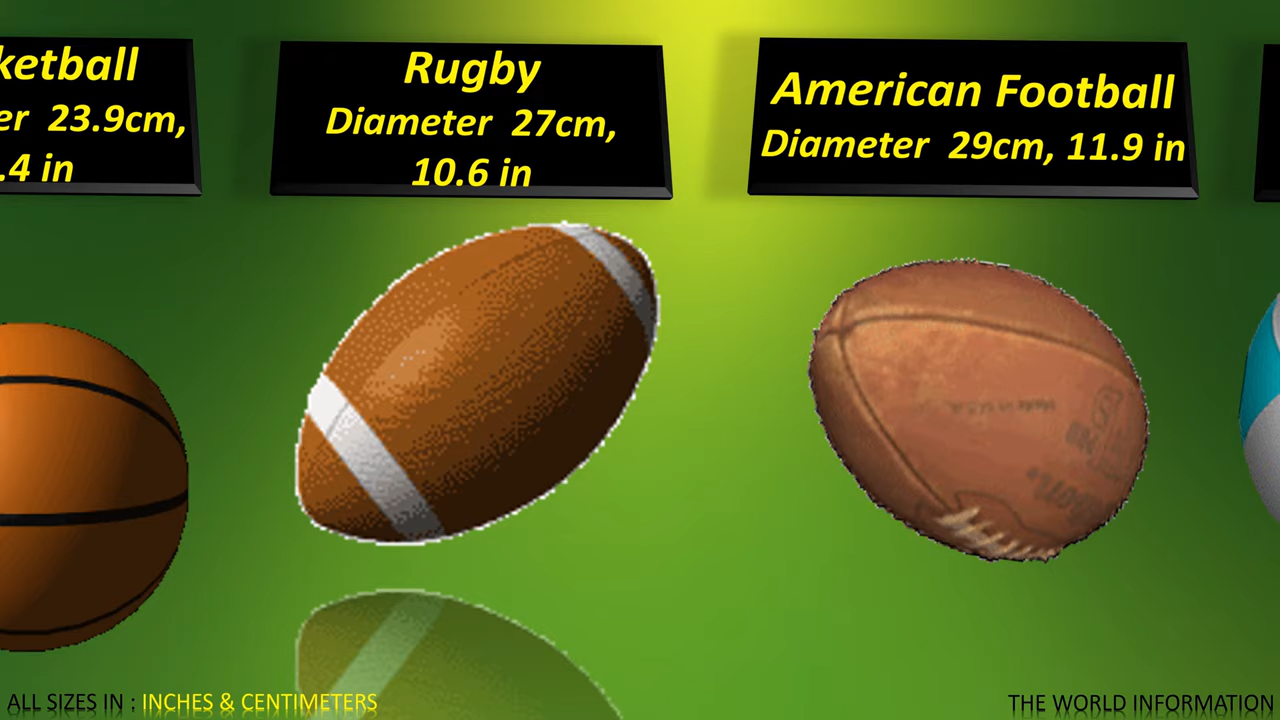 ketball
er 23.9cm,
.4 in
Rugby
Diameter 27cm,
10.6 in
American Football
Diameter 29cm, 11.9 in
ALL SIZES IN : INCHES & CENTIMETERS
THE WORLD INFORMATION